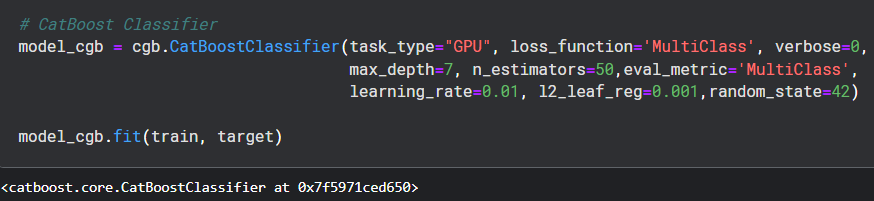 # CatBoost Classifier
model_cgb = cgb.CatBoostClassifier(task_type="GPU", loss_function='MultiClass', verbose=0,
max_depth=7, n_estimators=50,eval_metric='MultiClass',
learning_rate=0.01, l2_leaf_reg=0.001,random_state=42)
model_cgb.fit(train, target)
<catboost.core.CatBoostClassifier at 0x7f5971ced650>